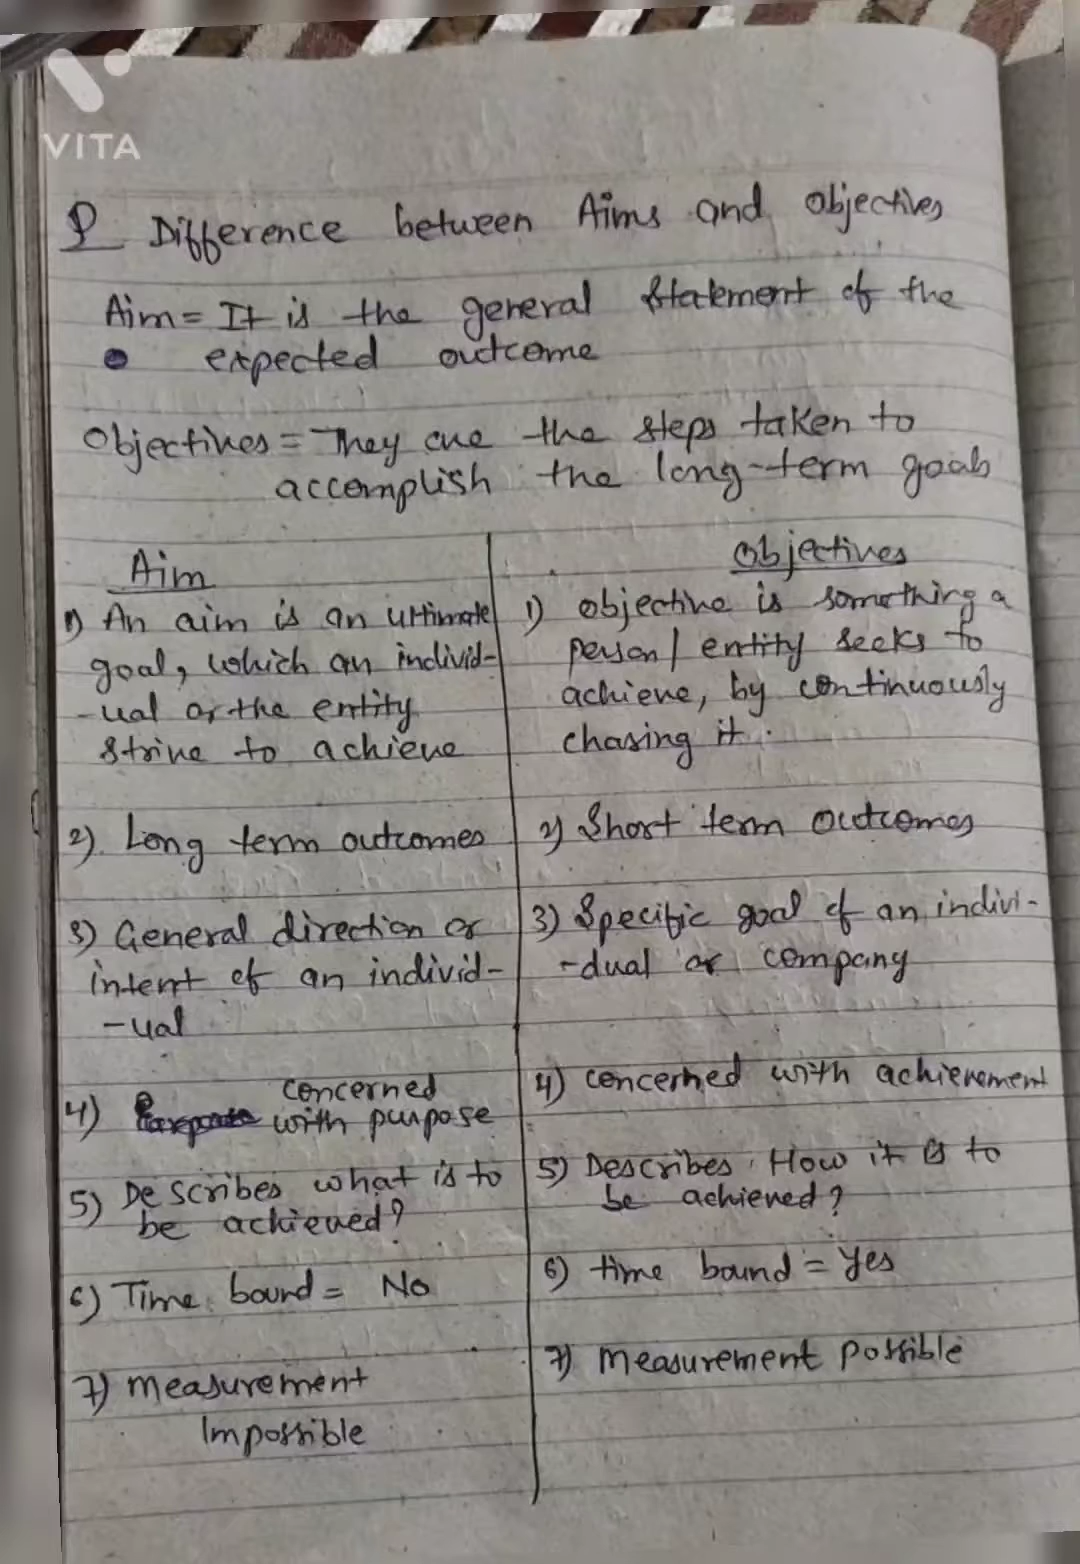 VITA
Q Difference between Aims and Objectives
Aim = It is the general statement of the
expected outcome
Objectives = They are the steps taken to
accomplish the long-term goals
Aim
1) An aim is an ultimate
goal, which an individ-
-ual or the entity
strive to achieve
2) Long term outcomes
3) General direction or
intent of an individ-
-ual
4) concerned
with purpose
5) Describes what is to
be achieved?
6) Time bound = No
7) Measurement
Impossible
Objectives
1) objective is something a
person/entity seeks to
achieve, by continuously
chasing it.
2) Short term outcomes
3) Specific goal of an indivi-
-dual or company
4) concerned with achievement
5) Describes How it is to
be achieved?
6) time bound = Yes
7) Measurement possible